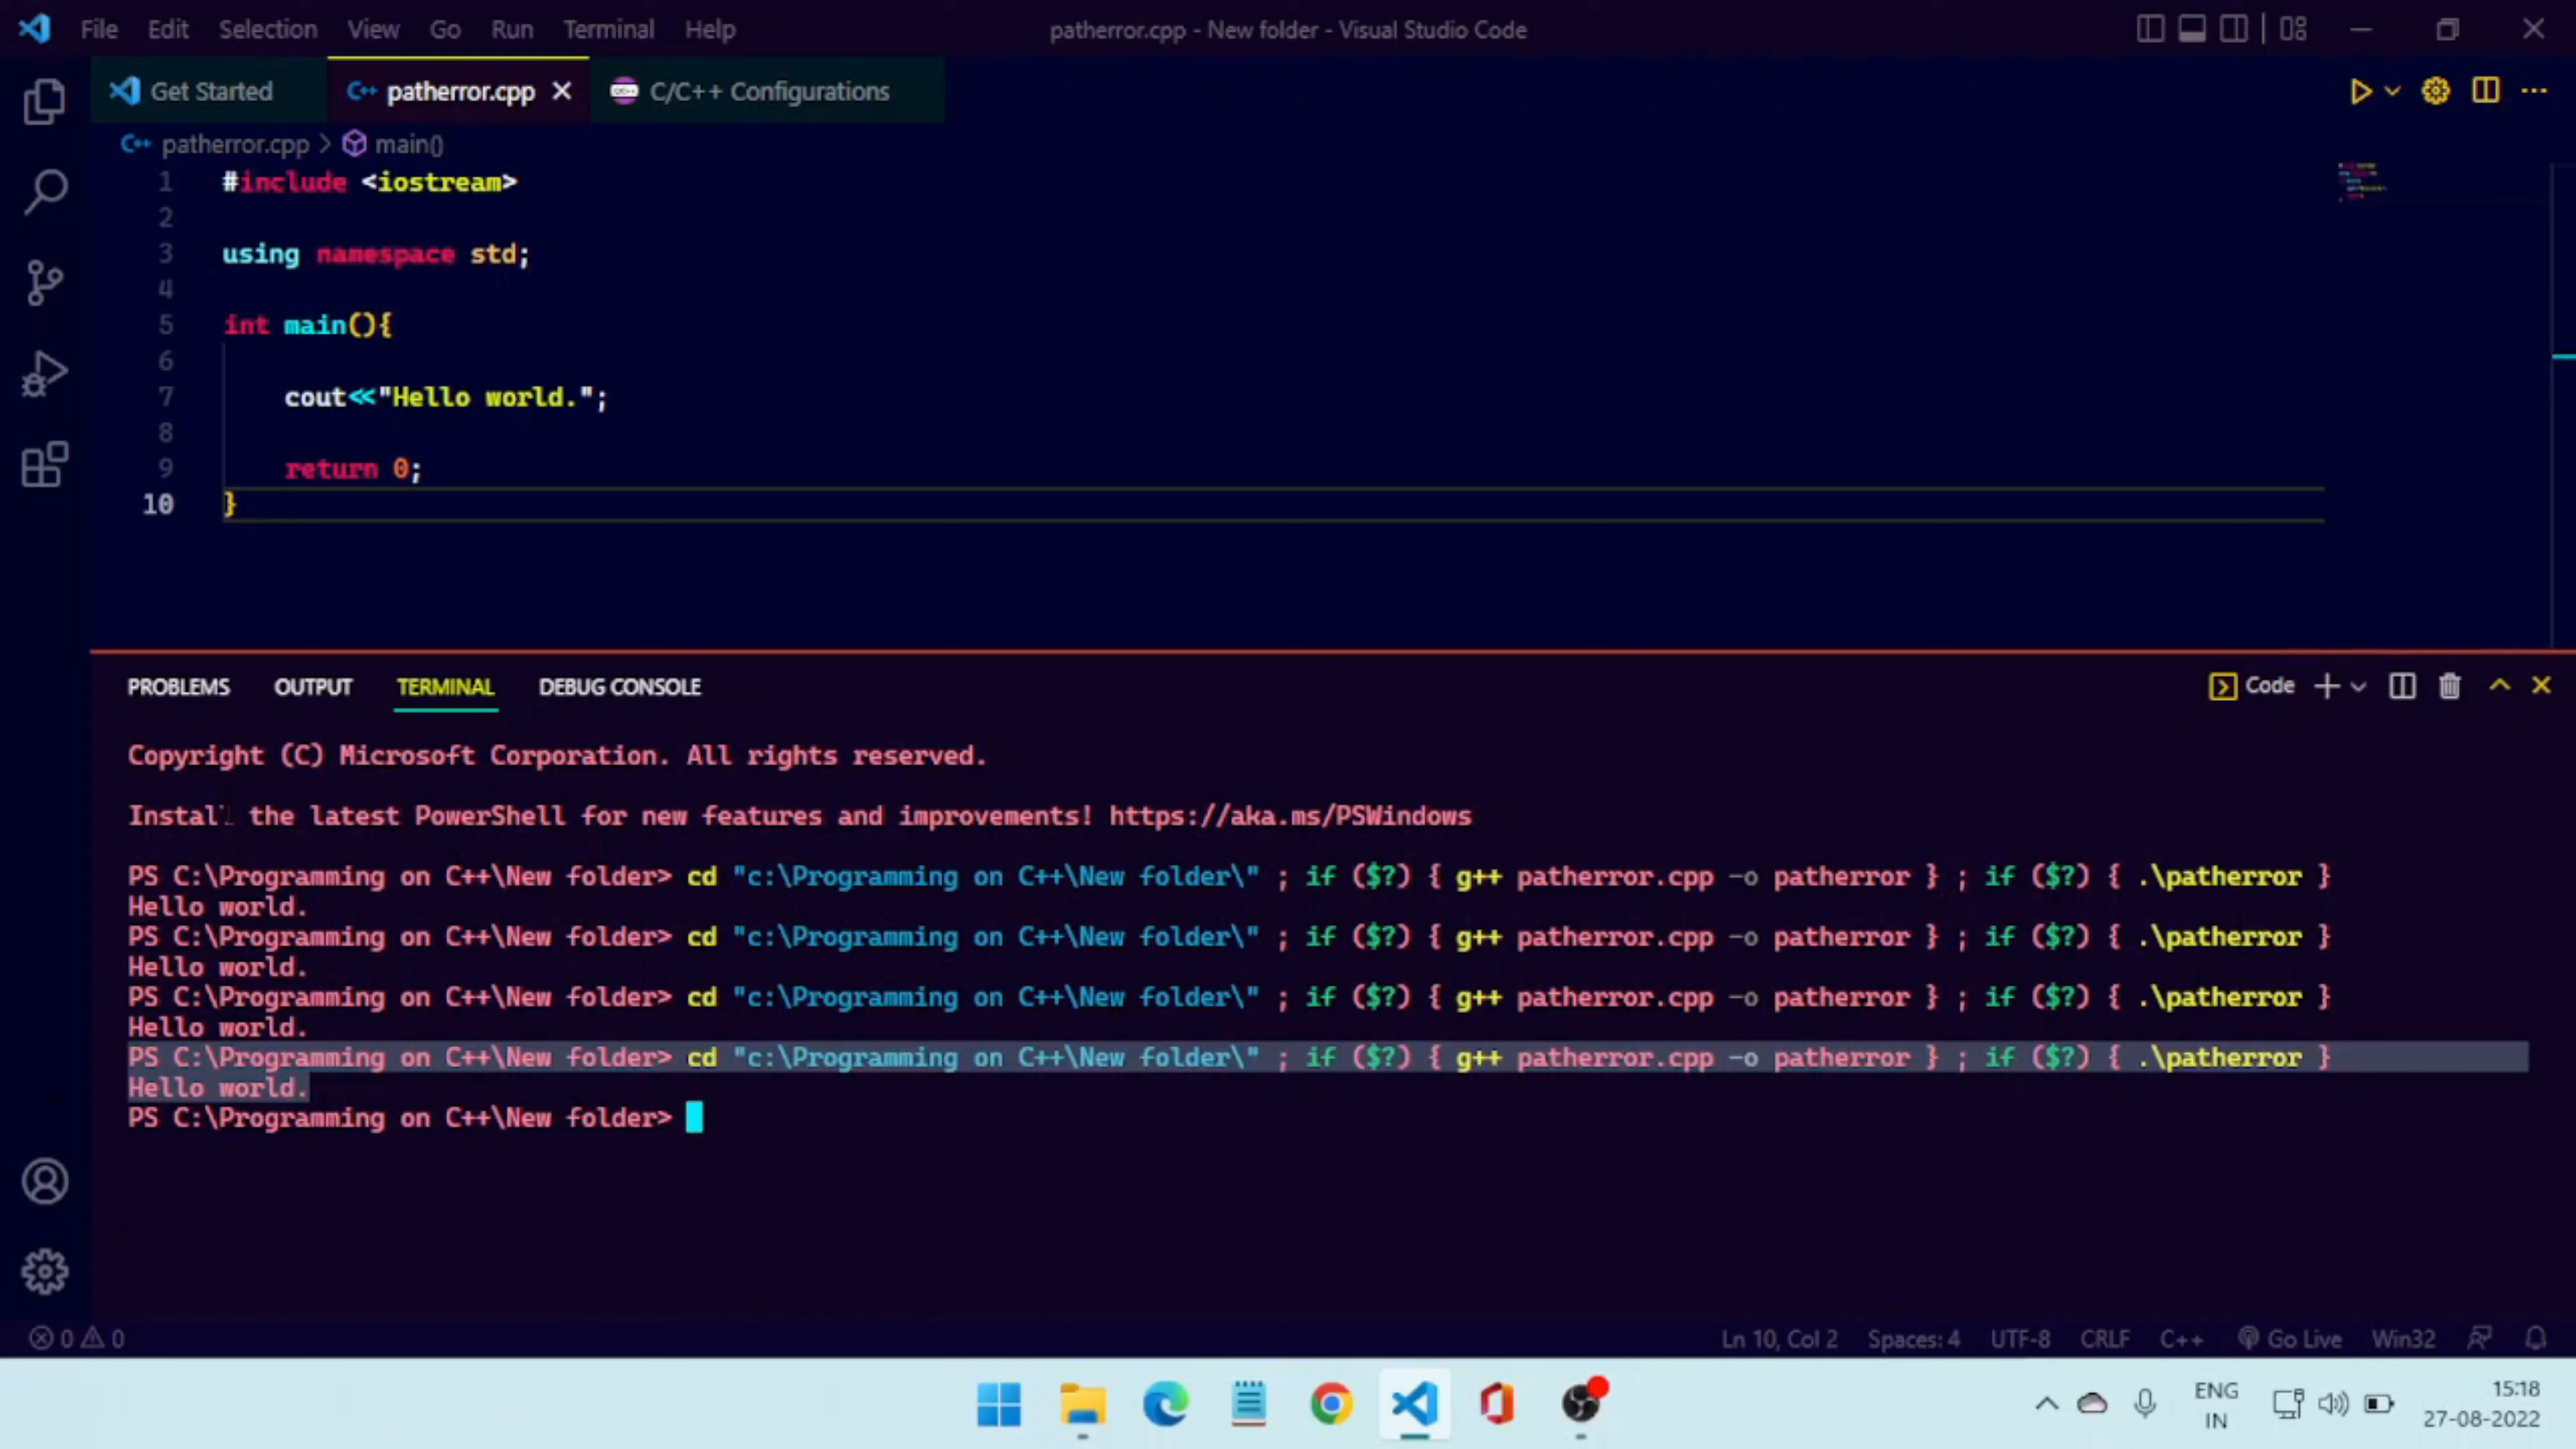 File Edit Selection View Go Run Terminal Help patherror.cpp - New folder - Visual Studio Code
Get Started patherror.cpp C/C++ Configurations
patherror.cpp > main()
1 #include <iostream>
2
3 using namespace std;
4
5 int main(){
6
7 cout<<"Hello world.";
8
9 return 0;
10 }
PROBLEMS OUTPUT TERMINAL DEBUG CONSOLE Code
Copyright (C) Microsoft Corporation. All rights reserved.
Install the latest PowerShell for new features and improvements! https://aka.ms/PSWindows
PS C:\Programming on C++\New folder> cd "c:\Programming on C++\New folder\" ; if ($?) { g++ patherror.cpp -o patherror } ; if ($?) { .\patherror }
Hello world.
PS C:\Programming on C++\New folder> cd "c:\Programming on C++\New folder\" ; if ($?) { g++ patherror.cpp -o patherror } ; if ($?) { .\patherror }
Hello world.
PS C:\Programming on C++\New folder> cd "c:\Programming on C++\New folder\" ; if ($?) { g++ patherror.cpp -o patherror } ; if ($?) { .\patherror }
Hello world.
PS C:\Programming on C++\New folder> cd "c:\Programming on C++\New folder\" ; if ($?) { g++ patherror.cpp -o patherror } ; if ($?) { .\patherror }
Hello world.
PS C:\Programming on C++\New folder>
0 0 Ln 10, Col 2 Spaces: 4 UTF-8 CRLF C++ Go Live Win32
ENG 15:18
IN 27-08-2022